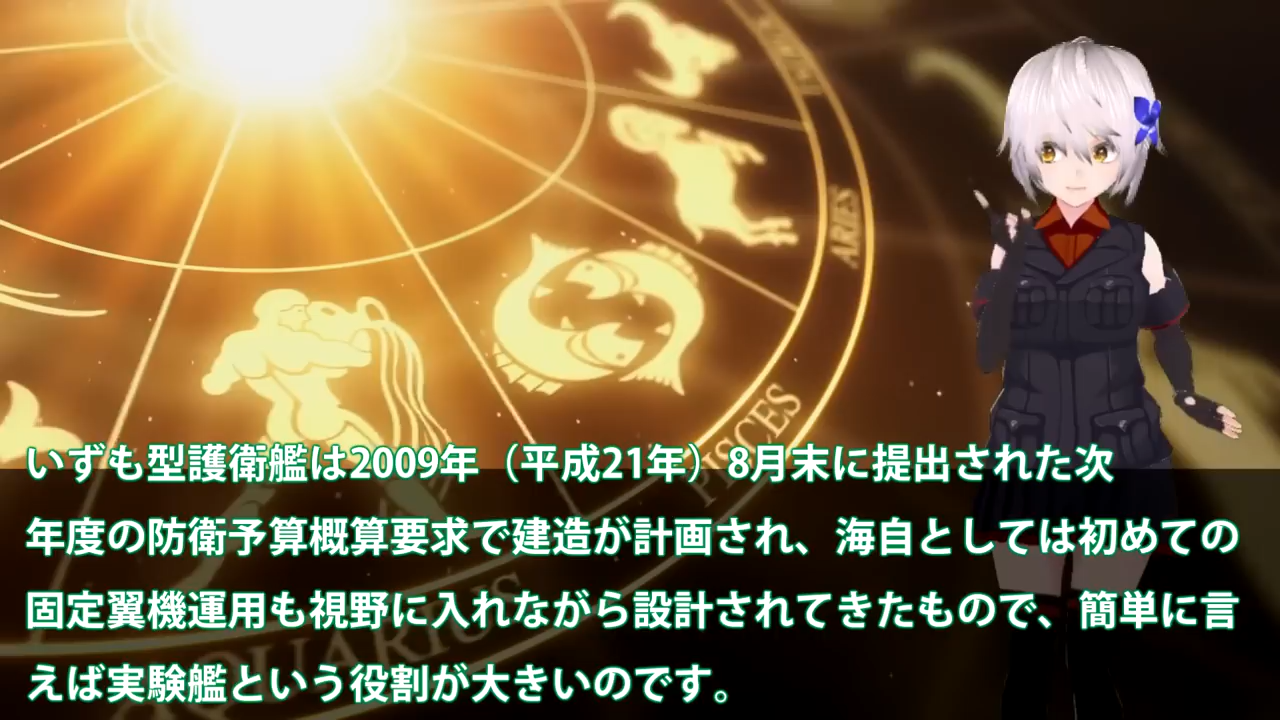 ARIES
PISCES
AQUARIUS
いずも型護衛艦は2009年（平成21年）8月末に提出された次
年度の防衛予算概算要求で建造が計画され、海自としては初めての
固定翼機運用も視野に入れながら設計されてきたもので、簡単に言
えば実験艦という役割が大きいのです。